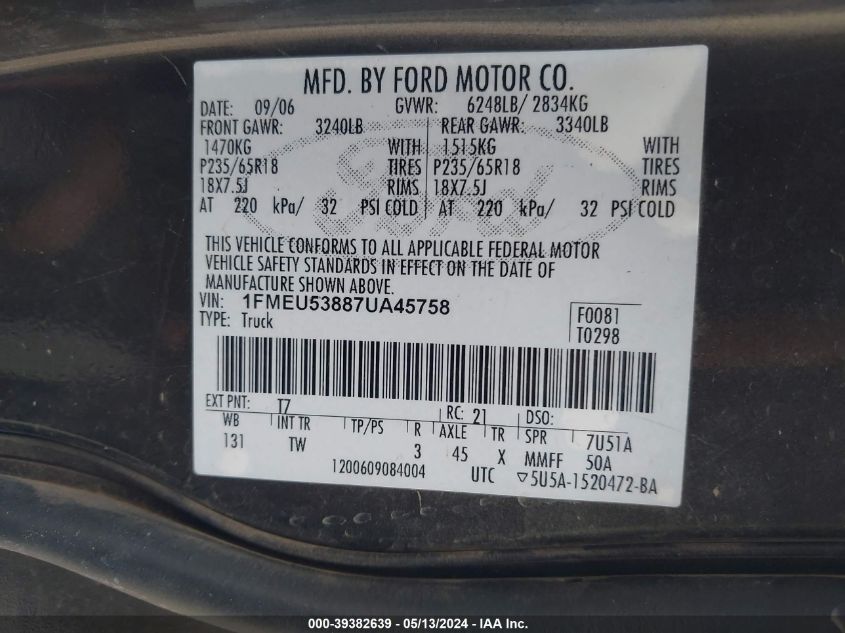 MFD. BY FORD MOTOR CO.
DATE: 09/06 GVWR: 6248LB/ 2834KG
FRONT GAWR: 3240LB REAR GAWR: 3340LB
1470KG WITH 1515KG WITH
P235/65R18 TIRES P235/65R18 TIRES
18X7.5J RIMS 18X7.5J RIMS
AT 220 kPa/ 32 PSI COLD AT 220 kPa/ 32 PSI COLD
Ford
THIS VEHICLE CONFORMS TO ALL APPLICABLE FEDERAL MOTOR
VEHICLE SAFETY STANDARDS IN EFFECT ON THE DATE OF
MANUFACTURE SHOWN ABOVE.
VIN: 1FMEU53887UA45758 F0081
TYPE: Truck T0298
EXT PNT: T7 RC: 21 DSO:
WB INT TR TP/PS R AXLE TR SPR 7U51A
131 TW 3 45 X MMFF 50A
1200609084004 UTC ▽5U5A-1520472-BA
000-39382639 - 05/13/2024 - IAA Inc.